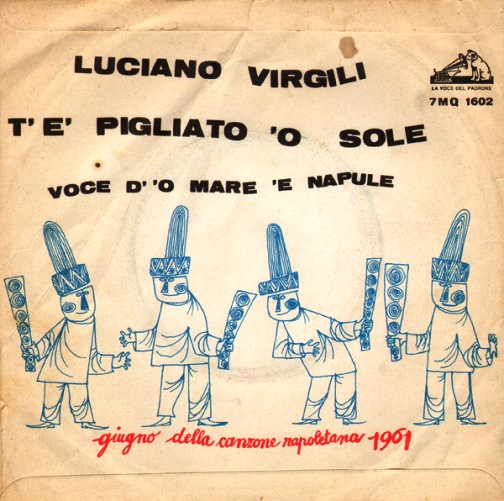 LUCIANO VIRGILI
LA VOCE DEL PADRONE
7MQ 1602
T'E' PIGLIATO 'O SOLE
VOCE D''O MARE 'E NAPULE
giugno della canzone napoletana 1961